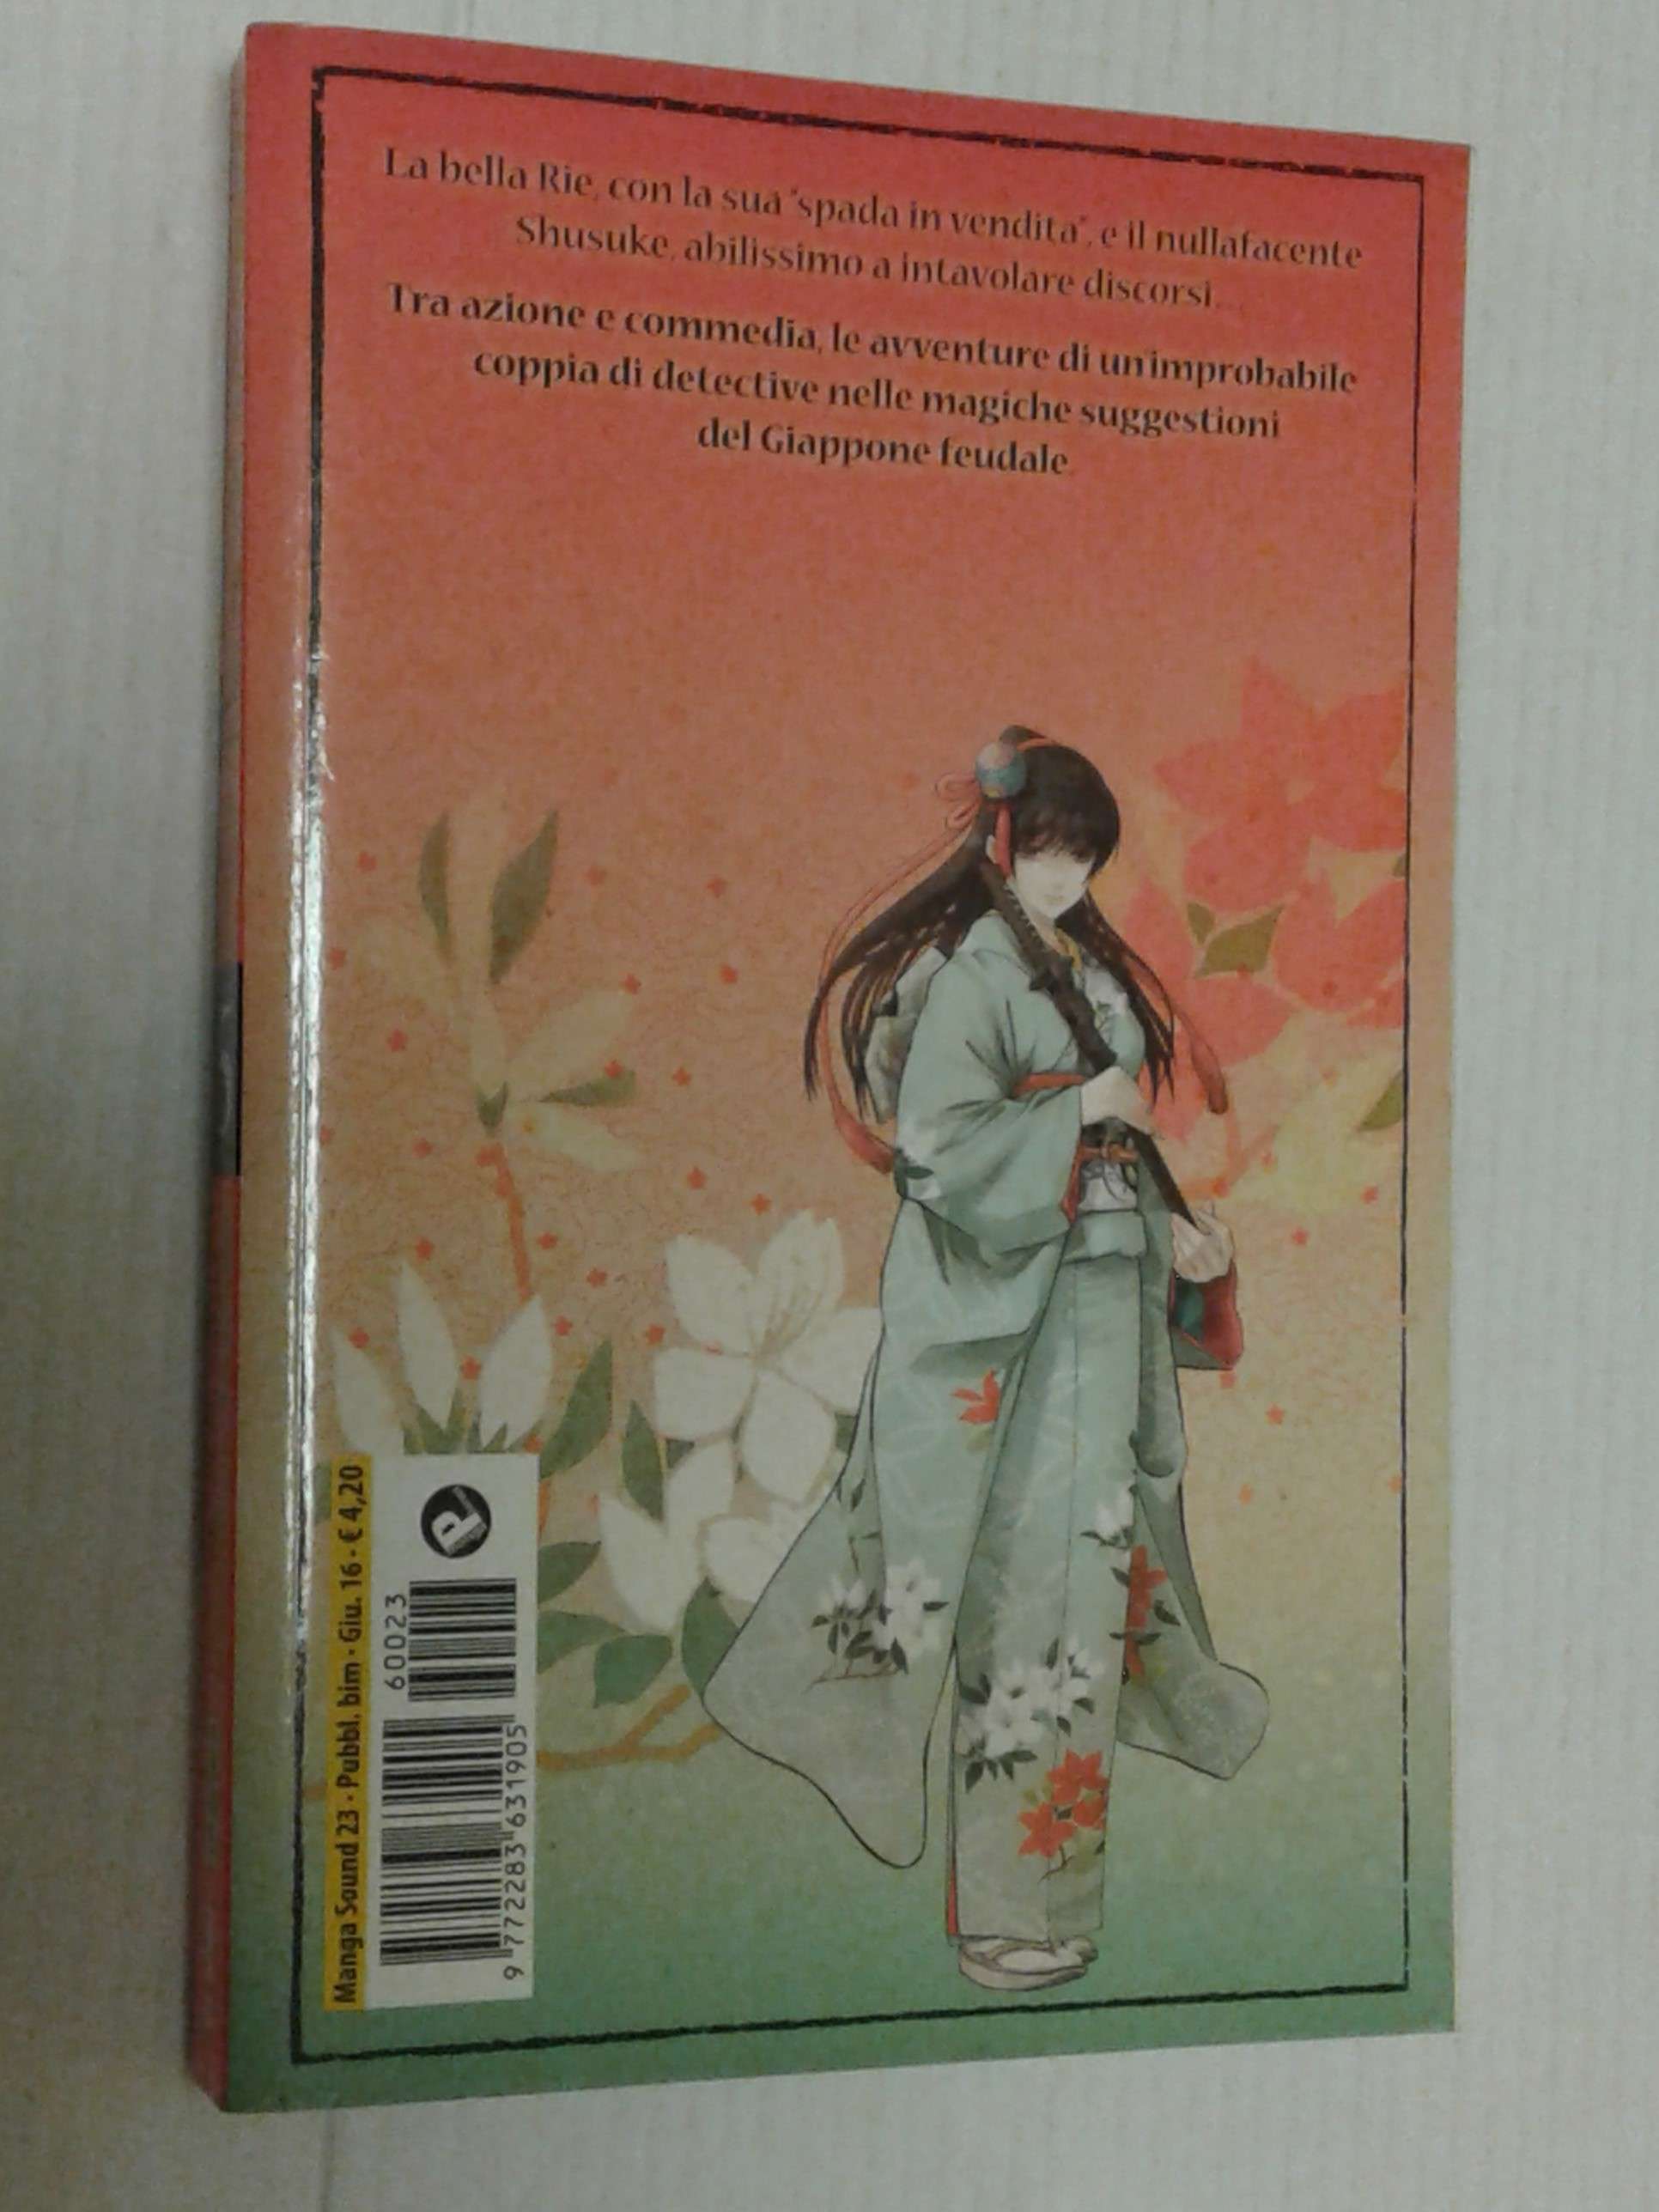 La bella Rie, con la sua "spada in vendita", e il nullafacente
Shusuke, abilissimo a intavolare discorsi...
Tra azione e commedia, le avventure di un'improbabile
coppia di detective nelle magiche suggestioni
del Giappone feudale
Manga Sound 23 • Pubbl. bim • Giu. 16 • € 4,20
60023
9 772283 631905